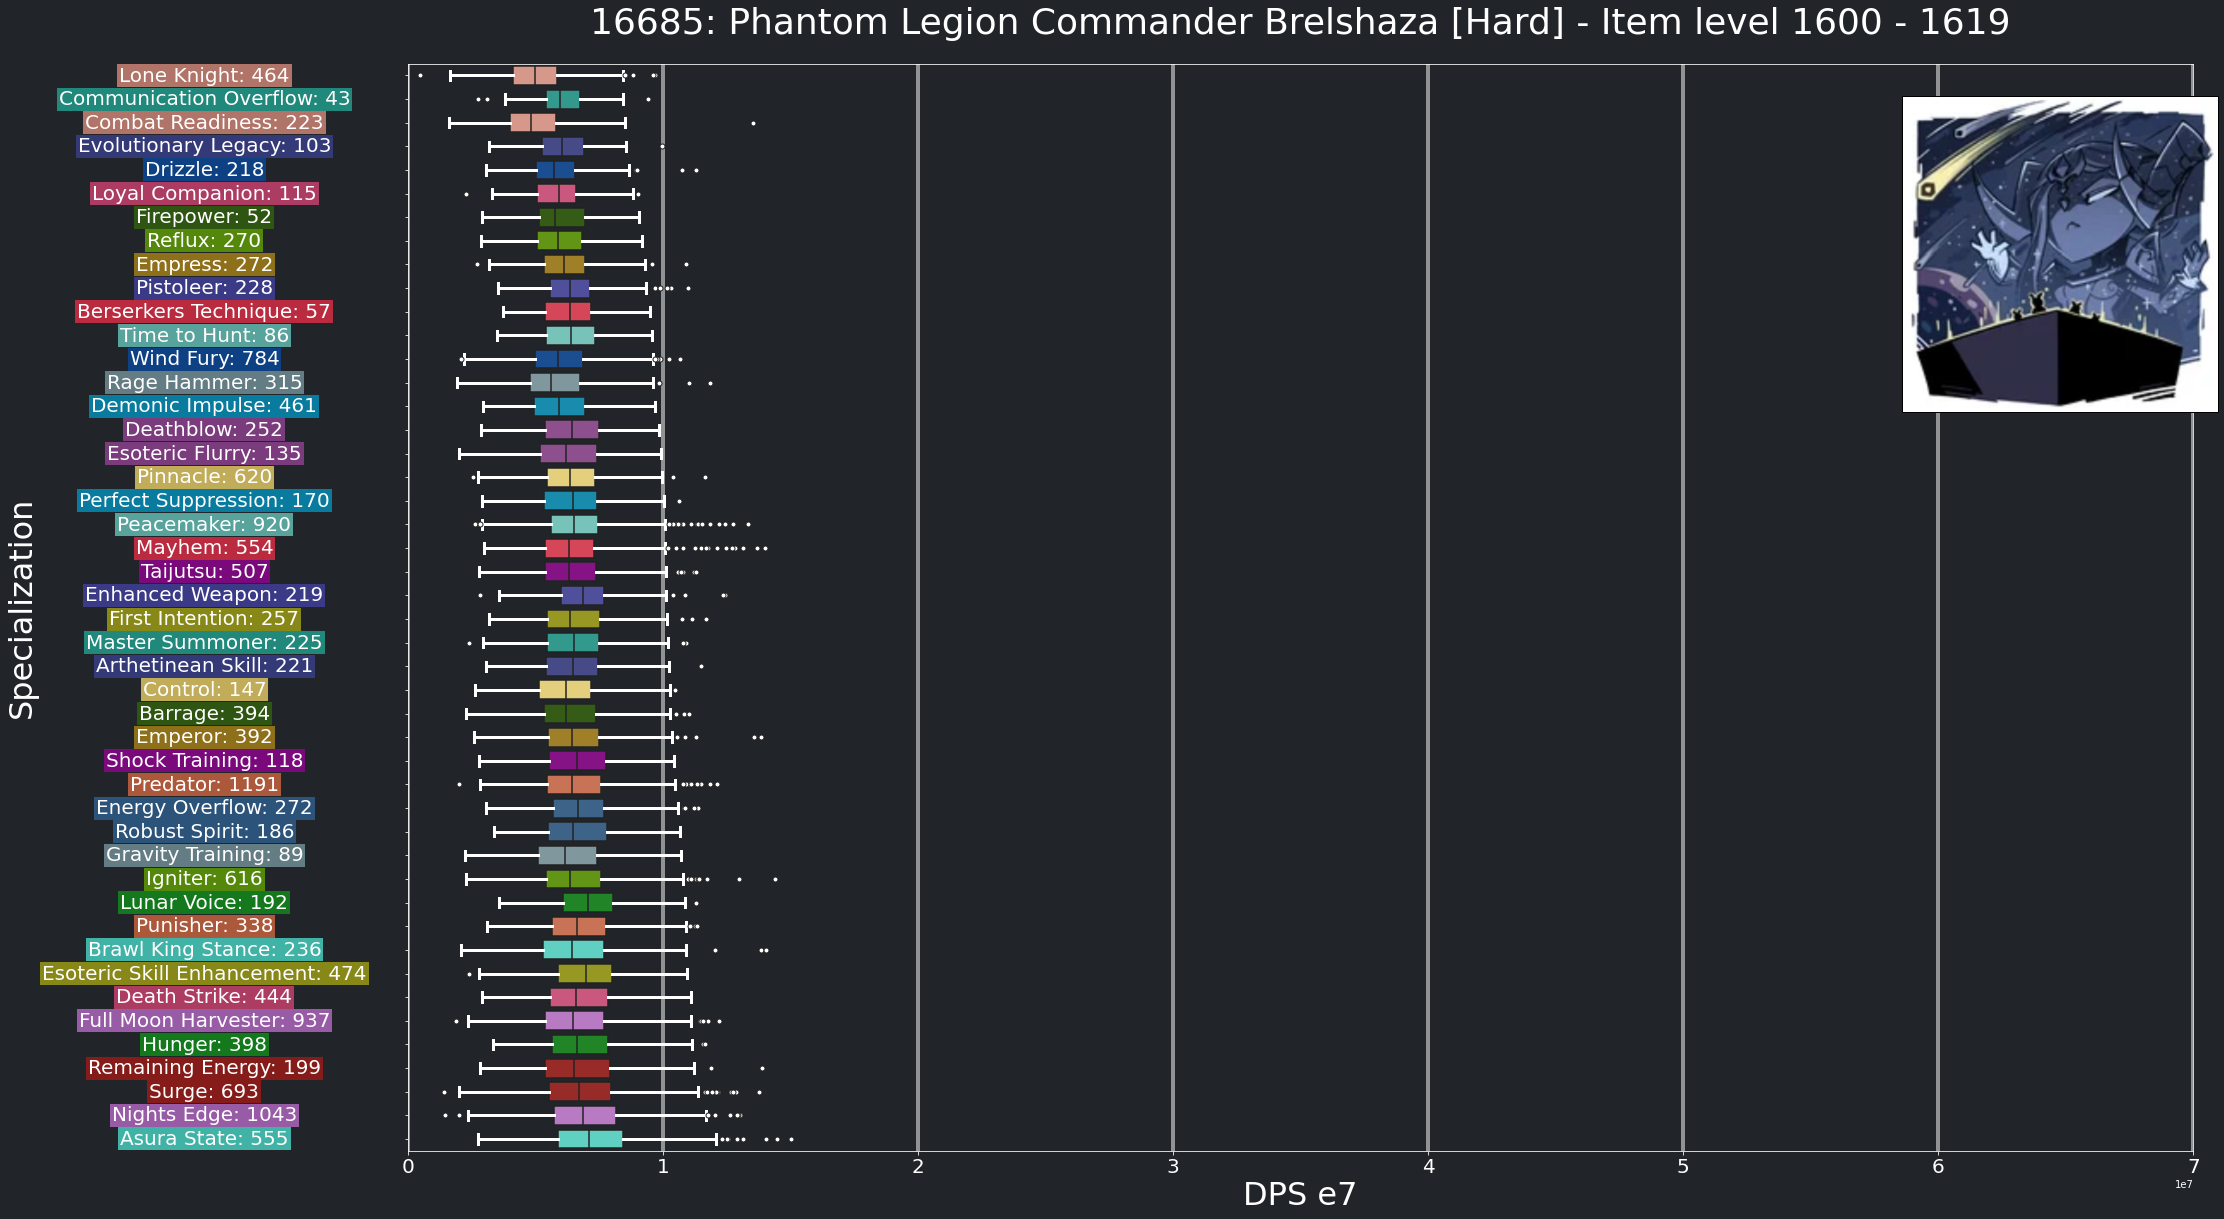 16685: Phantom Legion Commander Brelshaza [Hard] - Item level 1600 - 1619
Specialization
Lone Knight: 464
Communication Overflow: 43
Combat Readiness: 223
Evolutionary Legacy: 103
Drizzle: 218
Loyal Companion: 115
Firepower: 52
Reflux: 270
Empress: 272
Pistoleer: 228
Berserkers Technique: 57
Time to Hunt: 86
Wind Fury: 784
Rage Hammer: 315
Demonic Impulse: 461
Deathblow: 252
Esoteric Flurry: 135
Pinnacle: 620
Perfect Suppression: 170
Peacemaker: 920
Mayhem: 554
Taijutsu: 507
Enhanced Weapon: 219
First Intention: 257
Master Summoner: 225
Arthetinean Skill: 221
Control: 147
Barrage: 394
Emperor: 392
Shock Training: 118
Predator: 1191
Energy Overflow: 272
Robust Spirit: 186
Gravity Training: 89
Igniter: 616
Lunar Voice: 192
Punisher: 338
Brawl King Stance: 236
Esoteric Skill Enhancement: 474
Death Strike: 444
Full Moon Harvester: 937
Hunger: 398
Remaining Energy: 199
Surge: 693
Nights Edge: 1043
Asura State: 555
0 1 2 3 4 5 6 7
1e7
DPS e7